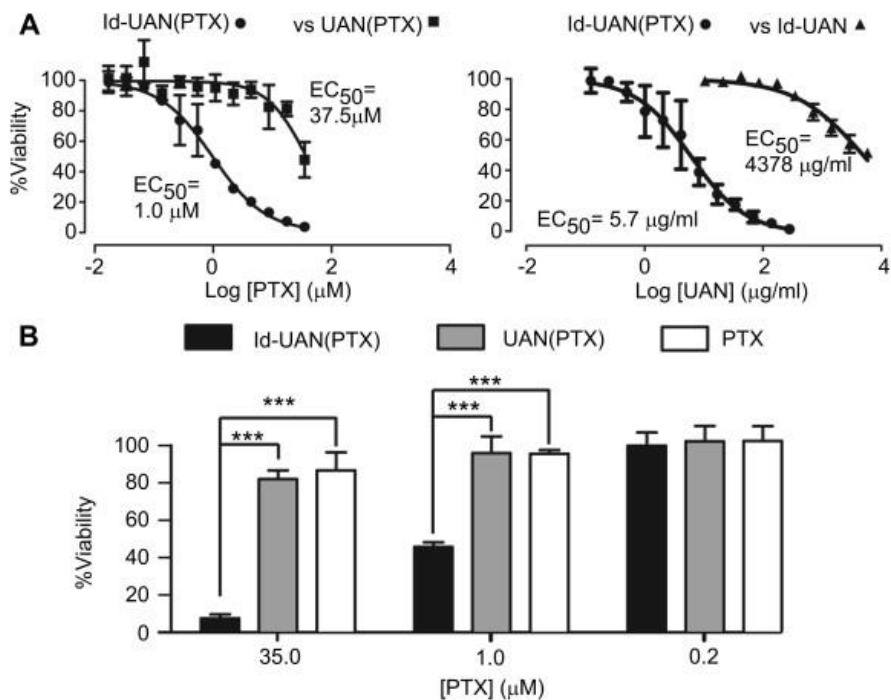 A
Id-UAN(PTX) ● vs UAN(PTX) ■
Id-UAN(PTX) ● vs Id-UAN ▲
%Viability
100
80
60
40
20
0
EC50=
37.5μM
EC50=
1.0 μM
-2 0 2 4
Log [PTX] (μM)
100
80
60
40
20
0
EC50=
4378 μg/ml
EC50= 5.7 μg/ml
-2 0 2 4
Log [UAN] (μg/ml)
B
Id-UAN(PTX) UAN(PTX) PTX
%Viability
100
80
60
40
20
0
***
***
***
***
35.0 1.0 0.2
[PTX] (μM)